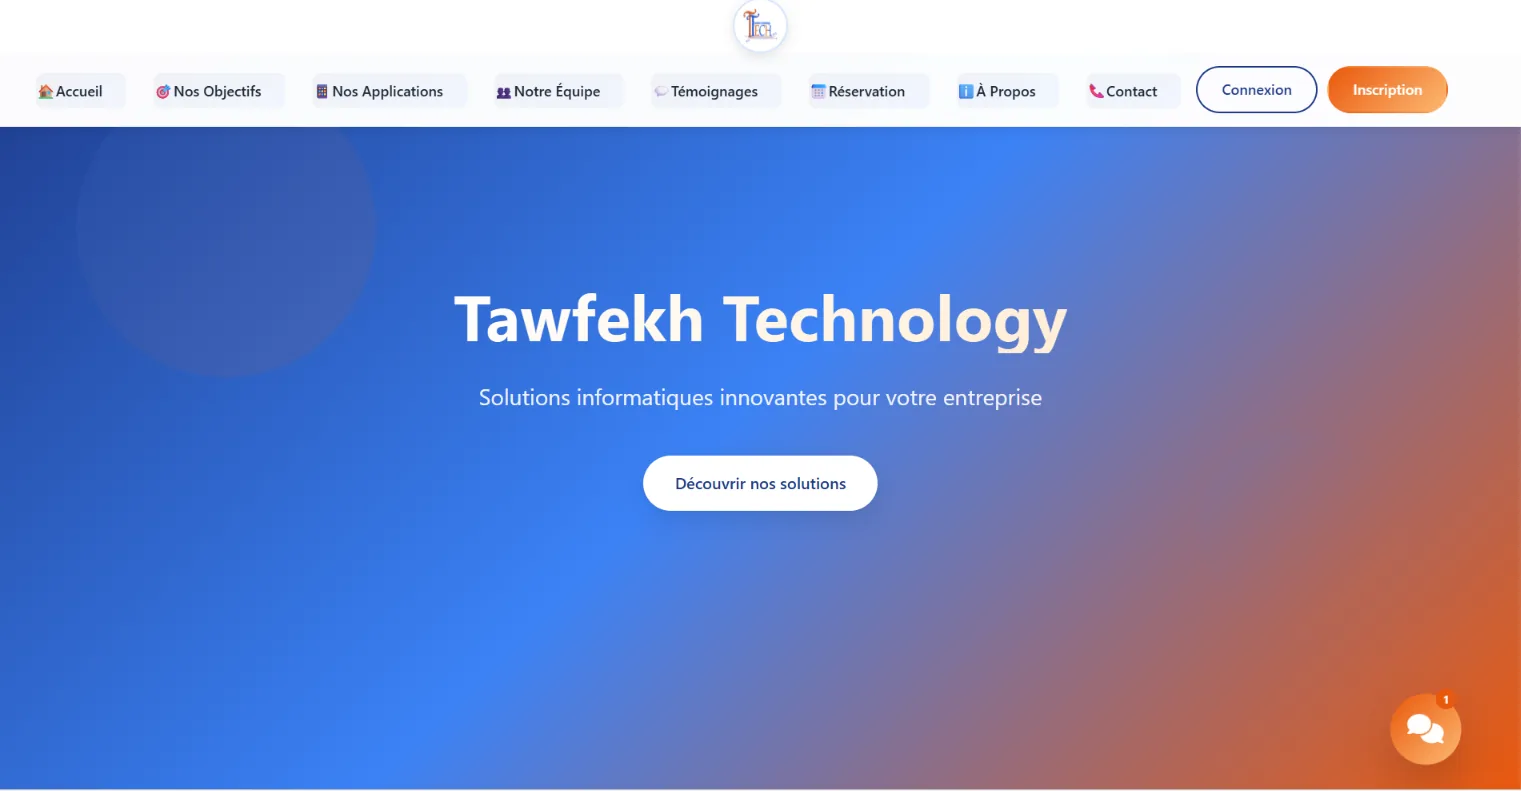 TECH
Accueil
Nos Objectifs
Nos Applications
Notre Équipe
Témoignages
Réservation
À Propos
Contact
Connexion
Inscription
Tawfekh Technology
Solutions informatiques innovantes pour votre entreprise
Découvrir nos solutions
1